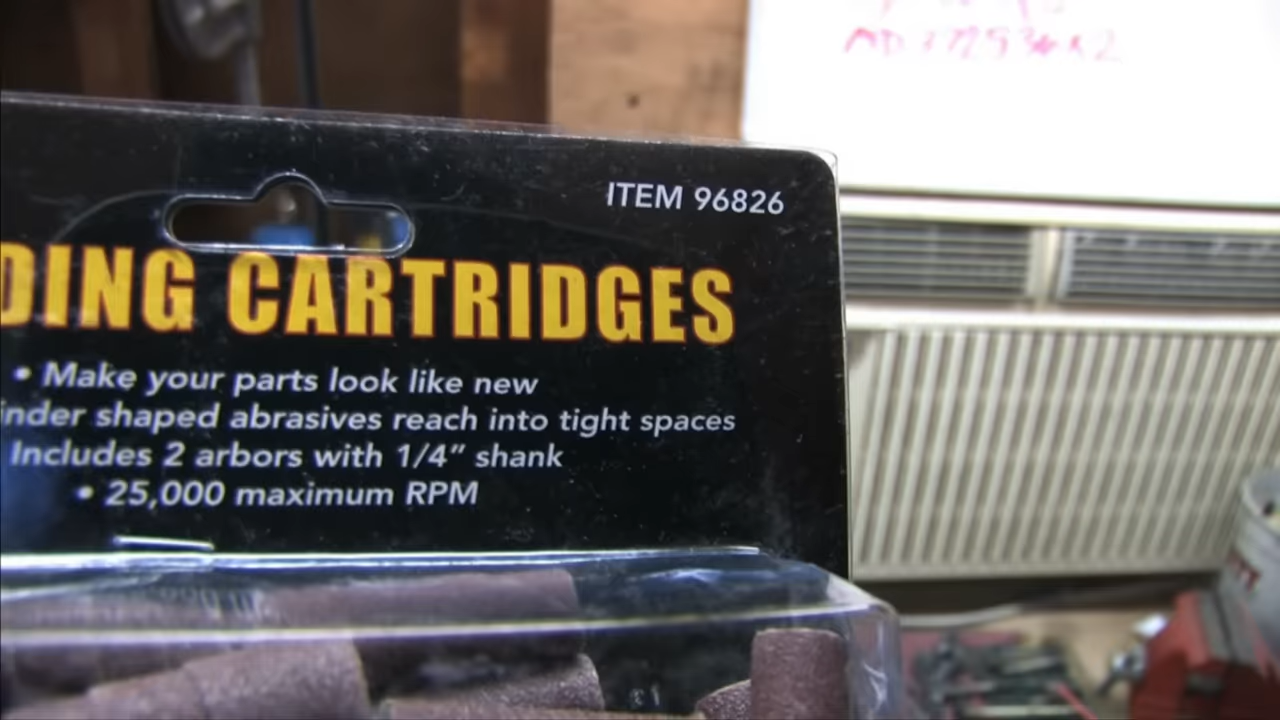 ITEM 96826
DING CARTRIDGES
• Make your parts look like new
inder shaped abrasives reach into tight spaces
Includes 2 arbors with 1/4” shank
• 25,000 maximum RPM